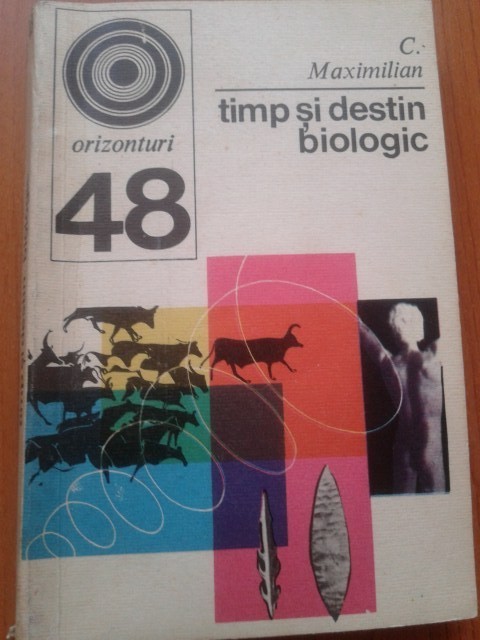 orizonturi
48
C.
Maximilian
timp și destin
biologic